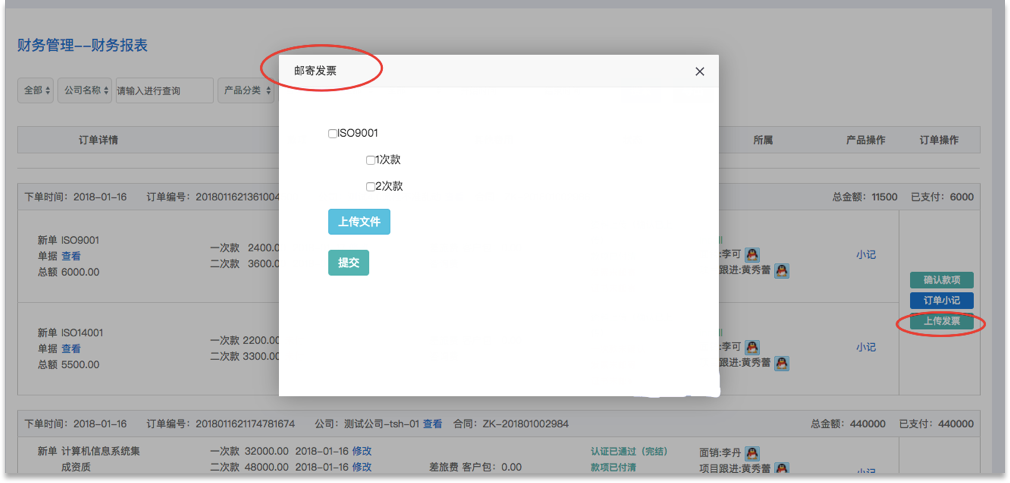 财务管理--财务报表
全部 公司名称 请输入进行查询 产品分类
订单详情 所属 产品操作 订单操作
邮寄发票 ×
ISO9001
1次款
2次款
上传文件
提交
下单时间：2018-01-16 订单编号：2018011621361004 总金额：11500 已支付：6000
新单 ISO9001
单据 查看
总额 6000.00
一次款 2400.0
二次款 3600.0
:李可
跟进:黄秀蕾
小记
确认款项
订单小记
上传发票
新单 ISO14001
单据 查看
总额 5500.00
一次款 2200.00
二次款 3300.00
:李可
跟进:黄秀蕾
小记
下单时间：2018-01-16 订单编号：20180116211747​81674 公司：测试公司-tsh-01 查看 合同：ZK-201801002984 总金额：440000 已支付：440000
新单 计算机信息系统集
成资质
一次款 32000.00 2018-01-16 修改
二次款 48000.00 2018-01-16 修改
差旅费 客户包：0.00
认证已通过（完结）
款项已付清
面销:李丹
项目跟进:黄秀蕾
小记